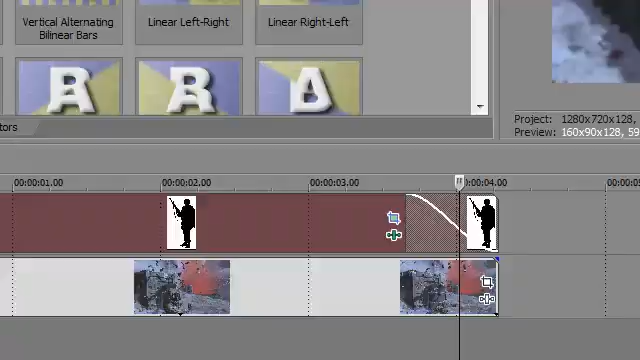 Vertical Alternating
Bilinear Bars
Linear Left-Right
Linear Right-Left
tors
Project: 1280x720x128,
Preview: 160x90x128, 59
00:00:01.00
00:00:02.00
00:00:03.00
0:00:04.00
00:00:05